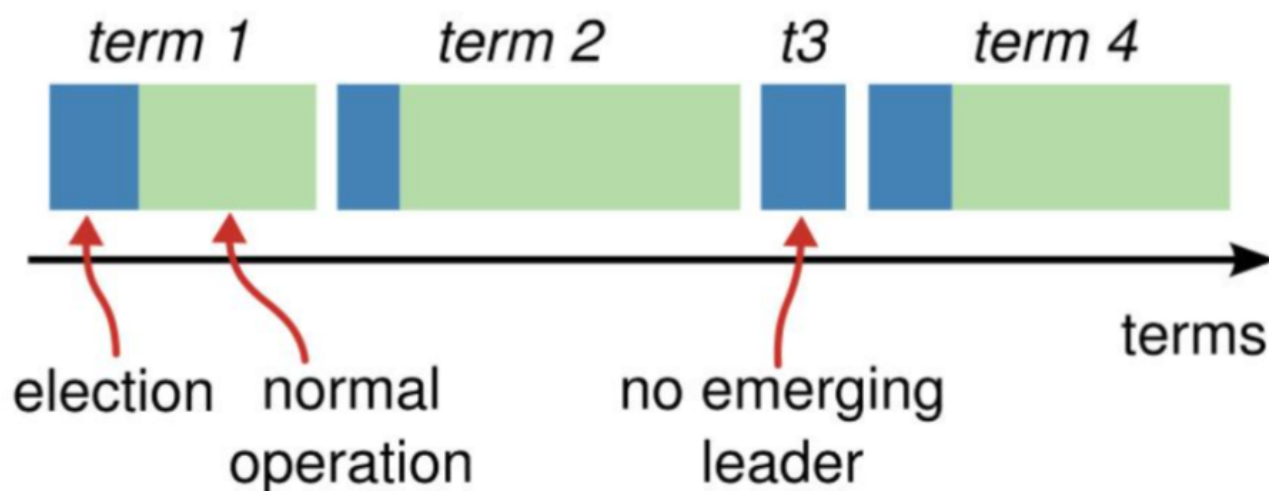 term 1 term 2 t3 term 4
terms
election normal operation no emerging leader